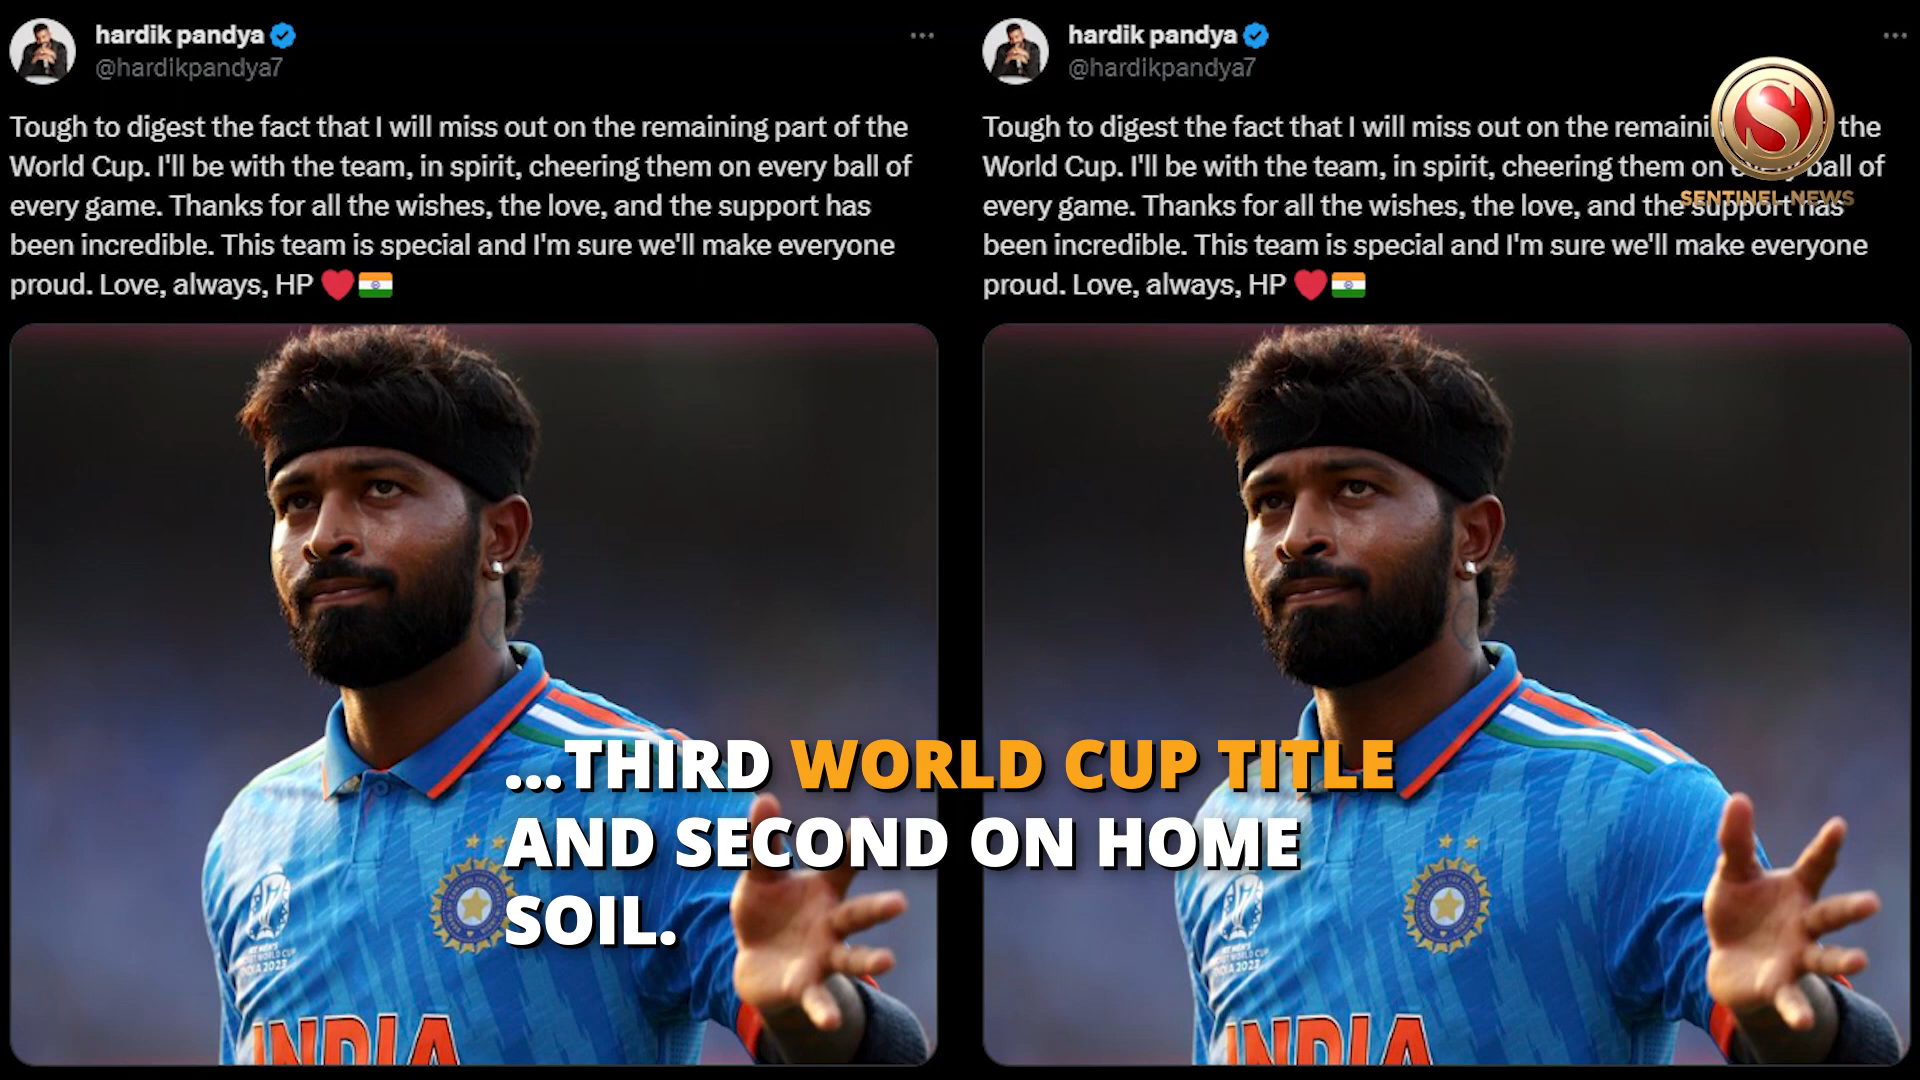 hardik pandya
@hardikpandya7
Tough to digest the fact that I will miss out on the remaining part of the
World Cup. I'll be with the team, in spirit, cheering them on every ball of
every game. Thanks for all the wishes, the love, and the support has
been incredible. This team is special and I'm sure we'll make everyone
proud. Love, always, HP ❤️🇮🇳
INDIA
hardik pandya
@hardikpandya7
Tough to digest the fact that I will miss out on the the
World Cup. I'll be with the team, in spirit, cheering them on ball of
every game. Thanks for all the wishes, the love, and the support has
been incredible. This team is special and I'm sure we'll make everyone
proud. Love, always, HP ❤️🇮🇳
S
SENTINEL NEWS
WORLD CUP
INDIA 2023
INDIA
...THIRD WORLD CUP TITLE
AND SECOND ON HOME
SOIL.